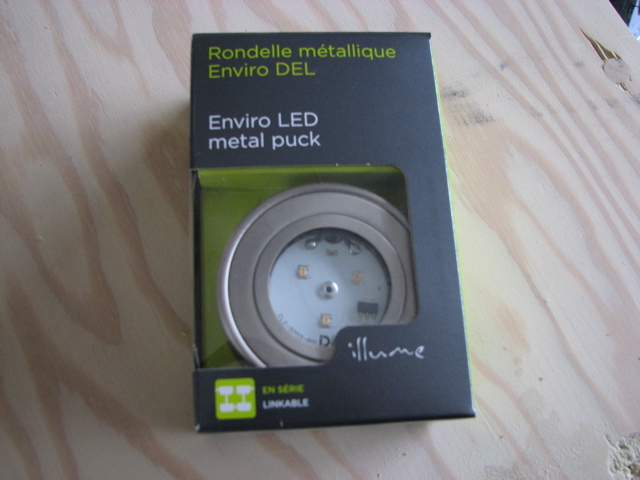 Rondelle métallique
Enviro DEL
Enviro LED
metal puck
illume
EN SÉRIE
LINKABLE